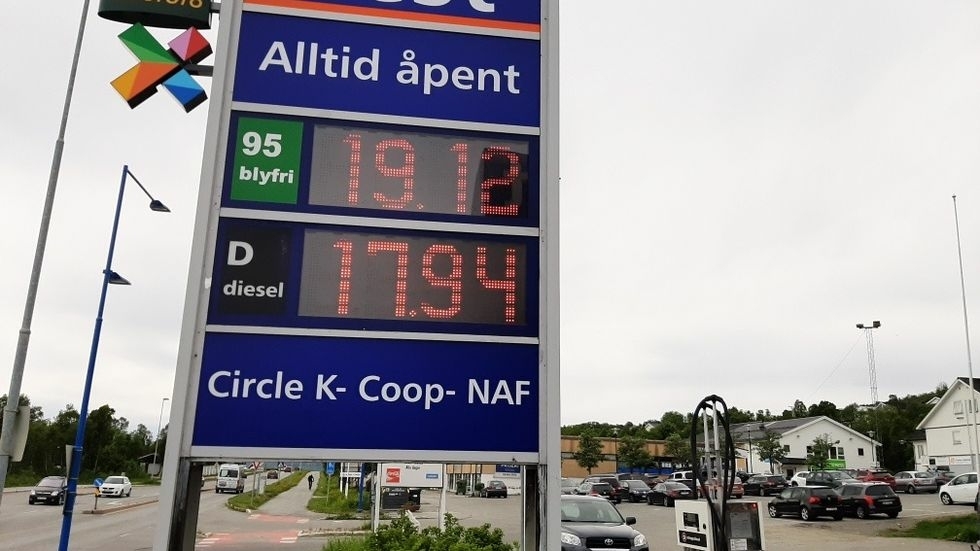 Alltid åpent
95
blyfri
19.12
D
diesel
17.94
Circle K- Coop- NAF